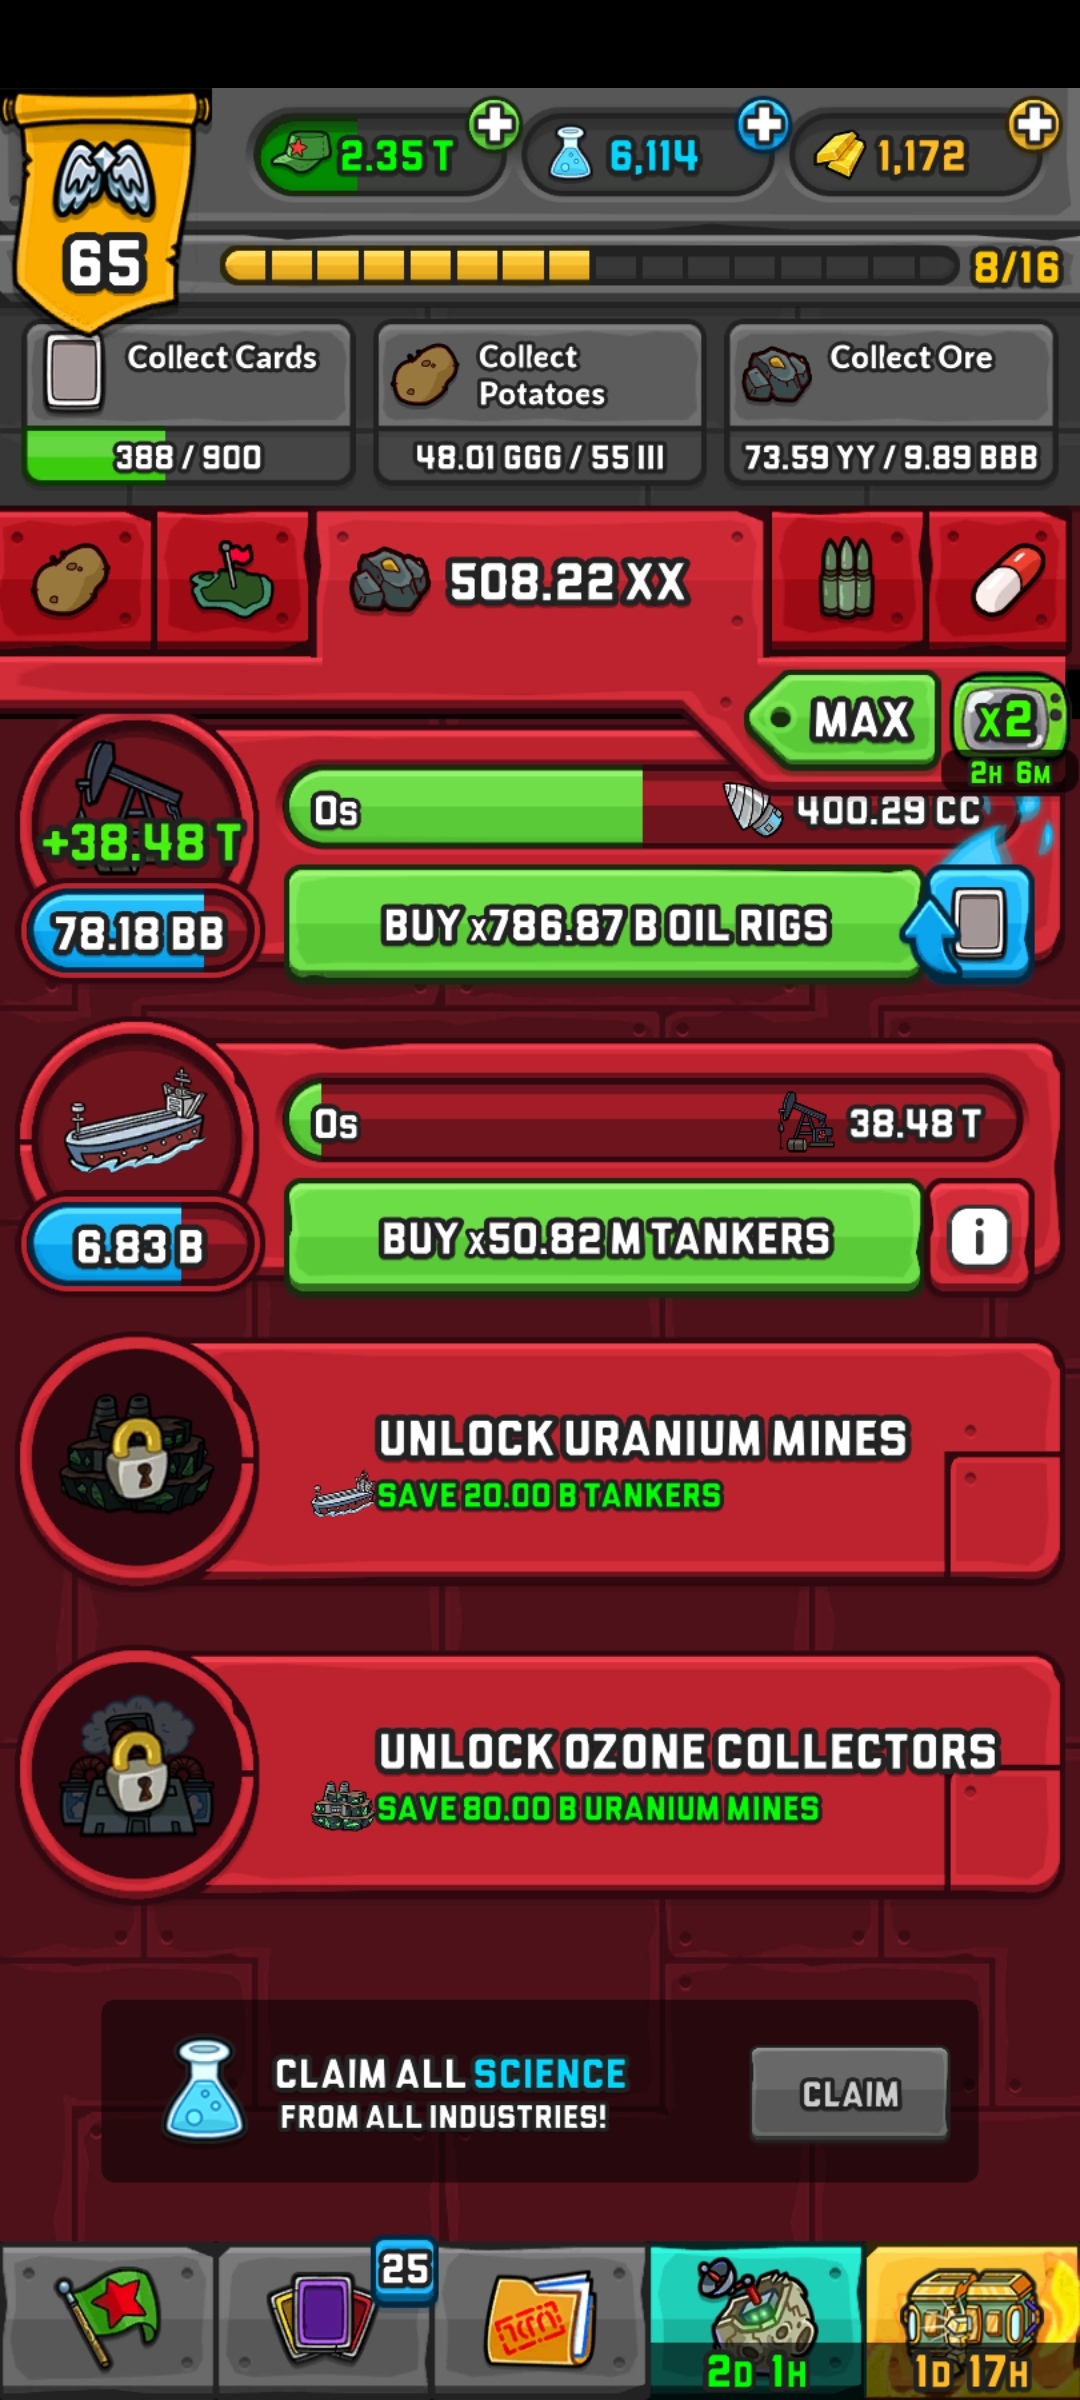 65
2.35 T
6,114
1,172
8/16
Collect Cards
388 / 900
Collect
Potatoes
48.01 GGG / 55 III
Collect Ore
73.59 YY / 9.89 BBB
508.22 XX
MAX
x2
2H 6M
+38.48 T
78.18 BB
0s
400.29 CC
BUY x786.87 B OIL RIGS
6.83 B
0s
38.48 T
BUY x50.82 M TANKERS
i
UNLOCK URANIUM MINES
SAVE 20.00 B TANKERS
UNLOCK OZONE COLLECTORS
SAVE 80.00 B URANIUM MINES
CLAIM ALL SCIENCE
FROM ALL INDUSTRIES!
CLAIM
25
2D 1H
1D 17H